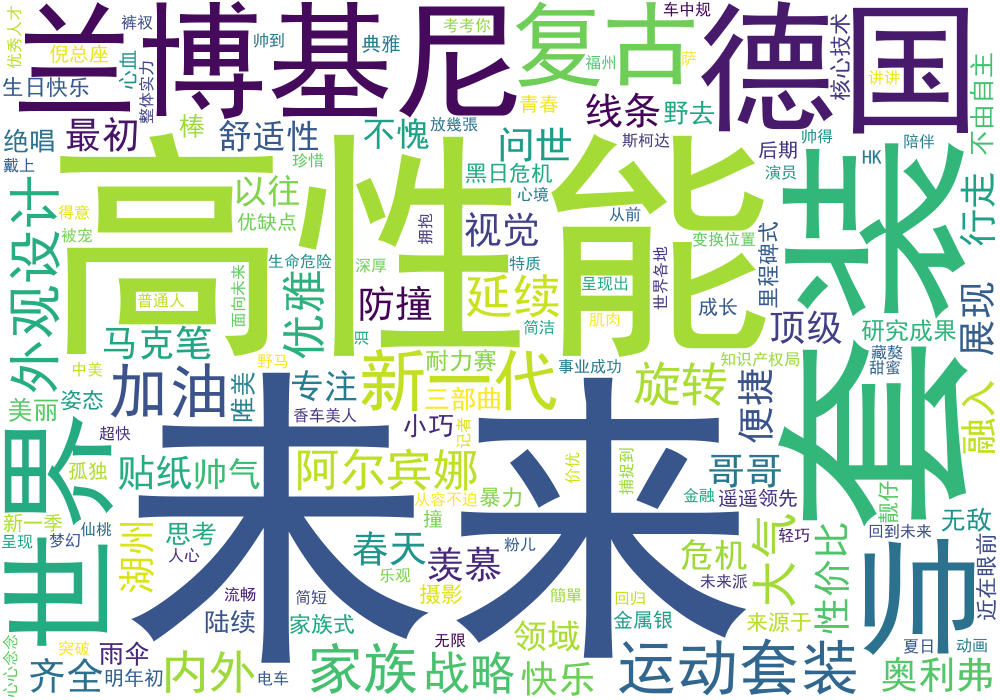 兰博基尼
复古
德国
高性能
套装
未来
世界
帅
优秀人才
倪总座
裤衩
帅到
典雅
考考你
车中规
萨
讲讲
核心技术
福州
生日快乐
心血
整体实力
青春
线条
野去
不由自主
绝唱
最初
棒
舒适性
不愧
放幾張
问世
斯柯达
帅得
陪伴
后期
HK
戴上
珍惜
黑日危机
演员
以往
优缺点
得意
被宠
外观设计
心境
拥抱
视觉
从前
变换位置
行走
生命危险
深厚
特质
世界各地
里程碑式
面向未来
普通人
优雅
防撞
延续
呈现出
成长
顶级
展现
马克笔
简洁
肌肉
研究成果
中美
野马
耐力赛
新一代
事业成功
知识产权局
藏獒
甜蜜
美丽
姿态
加油
唯美
专注
香车美人
三部曲
旋转
便捷
融入
超快
小巧
记者
孤独
贴纸
帅气
阿尔宾娜
价优
捕捉到
哥哥
从容不迫
暴力
金融
遥遥领先
靓仔
新一季
仙桃
呈现
梦幻
湖州
思考
撞
人心
春天
羡慕
粉儿
危机
大气
轻巧
性价比
回到未来
无敌
近在眼前
乐观
未来派
流畅
简短
摄影
回归
簡單
陆续
家族式
金属银
来源于
无限
领域
夏日
动画
心心念念
突破
雨伞
齐全
明年初
内外
电车
家族
战略
快乐
运动套装
奥利弗